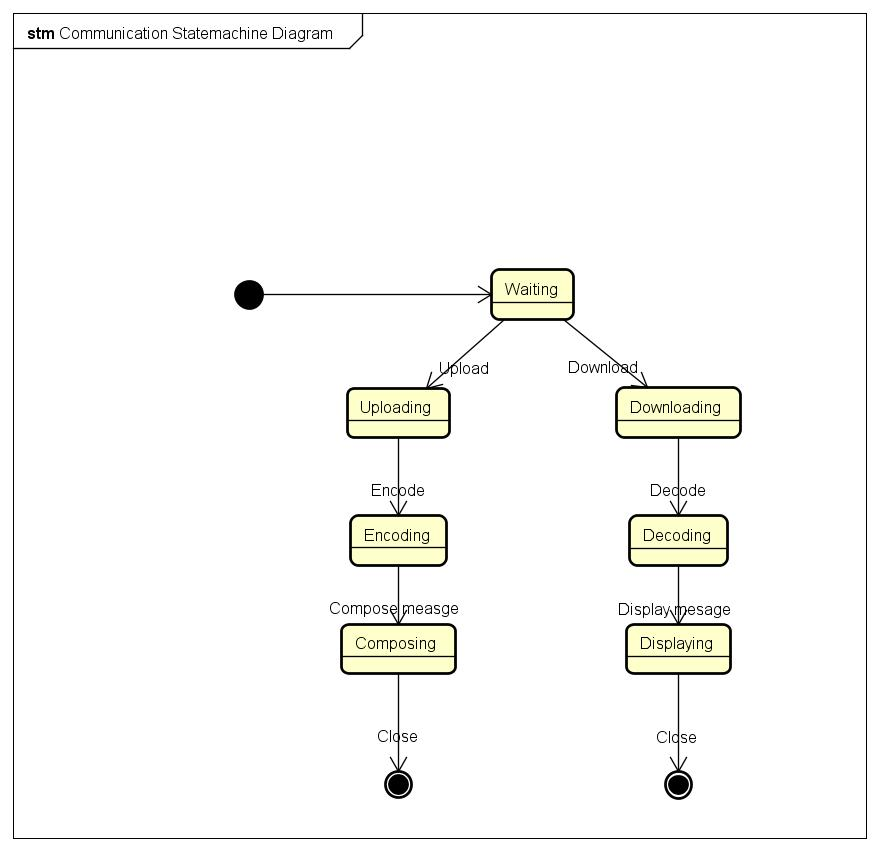 stm Communication Statemachine Diagram
Waiting
Upload
Download
Uploading
Downloading
Encode
Decode
Encoding
Decoding
Compose measge
Display mesage
Composing
Displaying
Close
Close